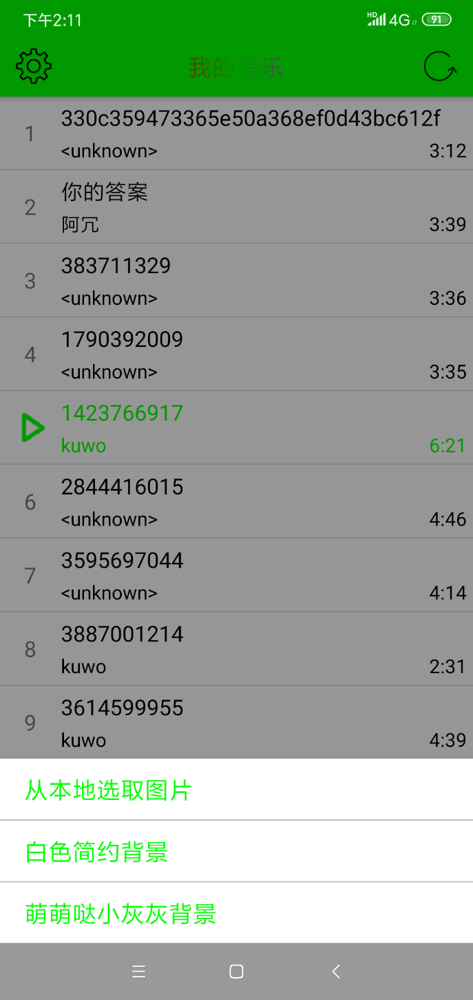 下午2:11
HD 4G 91
我的音乐
330c359473365e50a368ef0d43bc612f
1
<unknown> 3:12
你的答案
2
阿冗 3:39
383711329
3
<unknown> 3:36
1790392009
4
<unknown> 3:35
1423766917
kuwo 6:21
2844416015
6
<unknown> 4:46
3595697044
7
<unknown> 4:14
3887001214
8
kuwo 2:31
3614599955
9
kuwo 4:39
从本地选取图片
白色简约背景
萌萌哒小灰灰背景